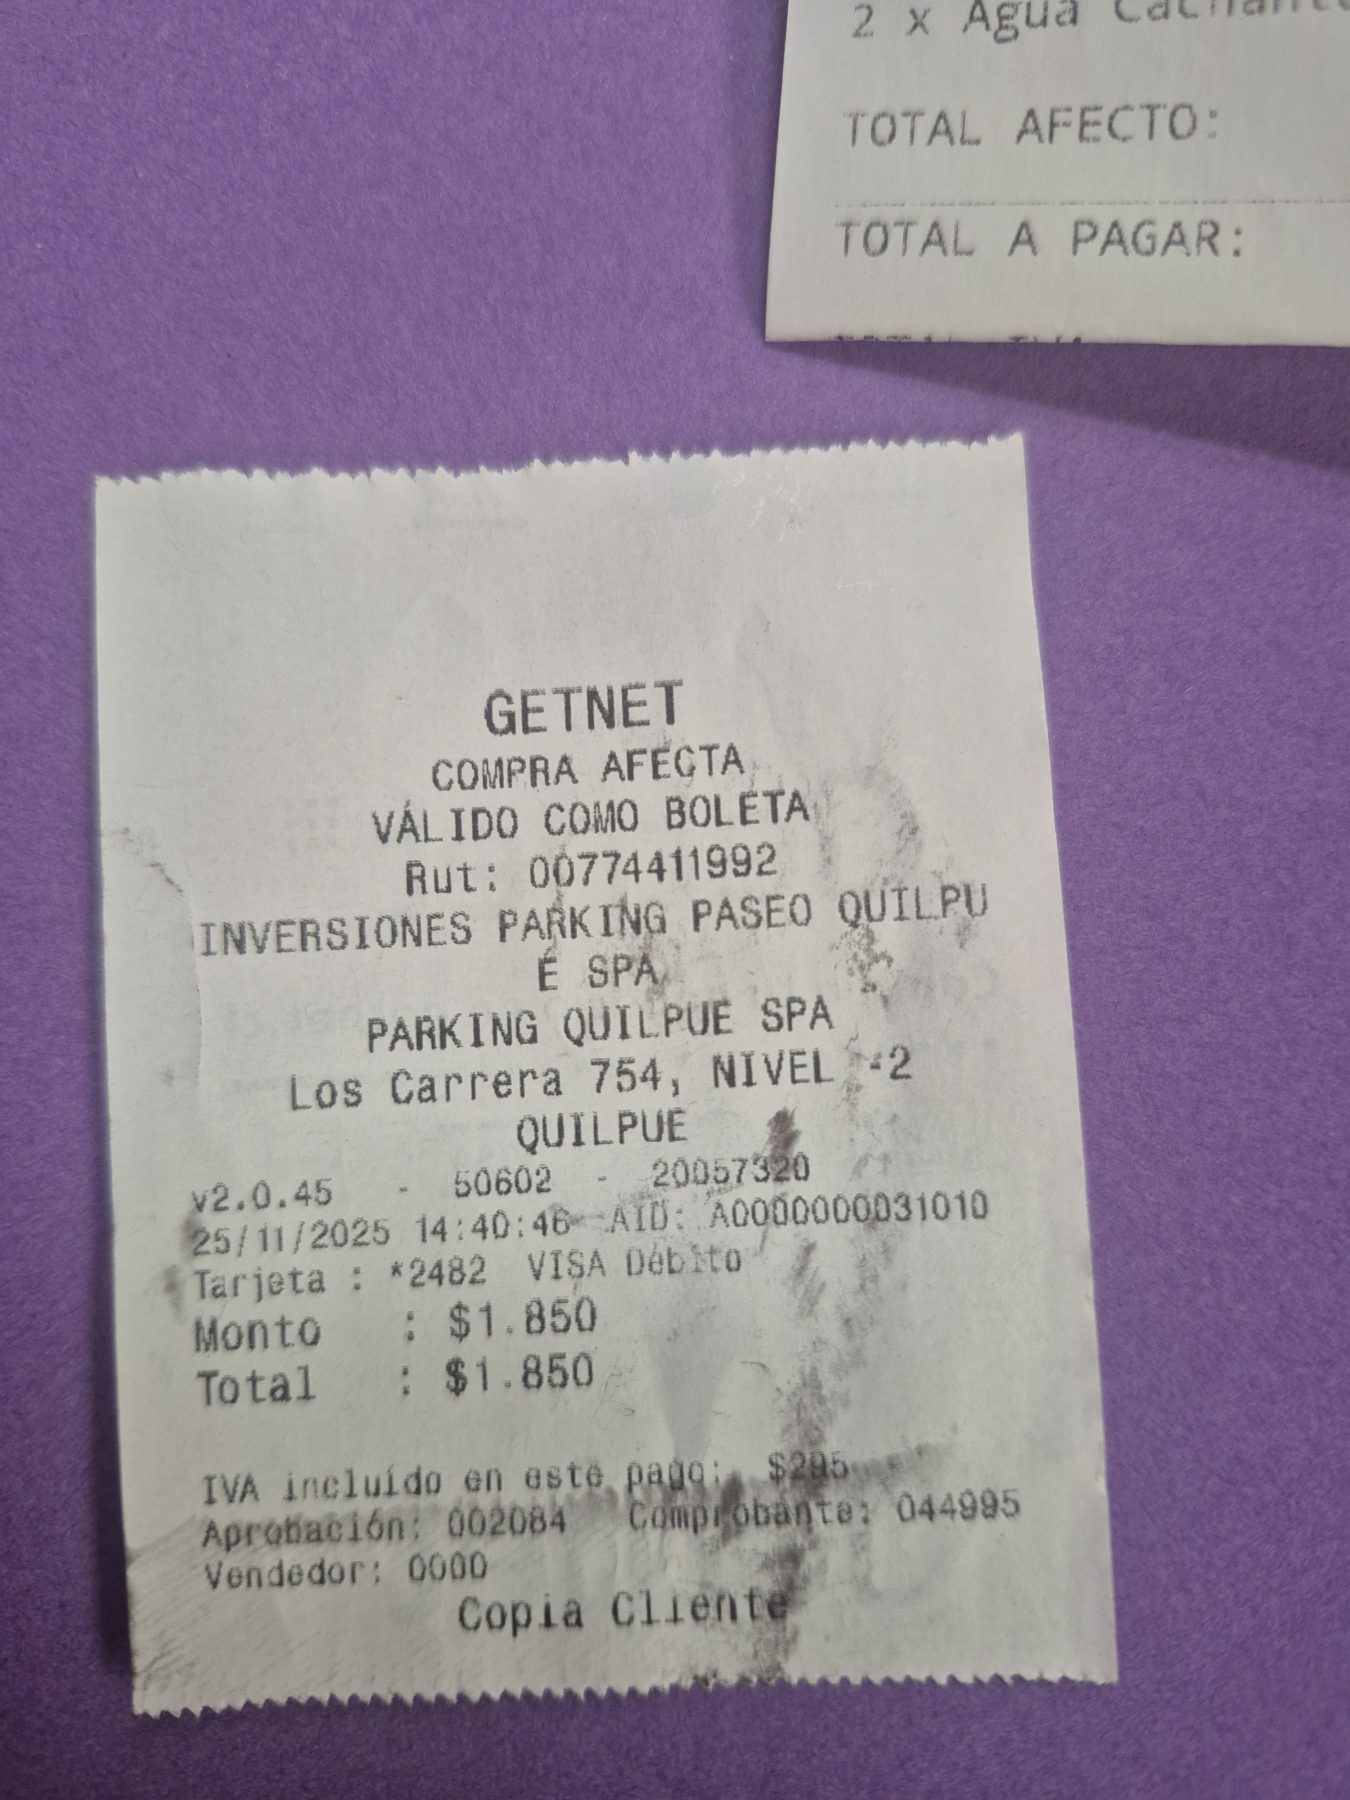 2 x Agua
TOTAL AFECTO:
TOTAL A PAGAR:
GETNET
COMPRA AFECTA
VÁLIDO COMO BOLETA
Rut: 00774411992
INVERSIONES PARKING PASEO QUILPU
E SPA
PARKING QUILPUE SPA
Los Carrera 754, NIVEL -2
QUILPUE
v2.0.45 - 50602 - 20057320
25/11/2025 14:40:46 AID: A0000000031010
Tarjeta : *2482 VISA Débito
Monto : $1.850
Total : $1.850
IVA incluído en este pago: $295
Aprobación: 002084 Comprobante: 044995
Vendedor: 0000
Copia Cliente